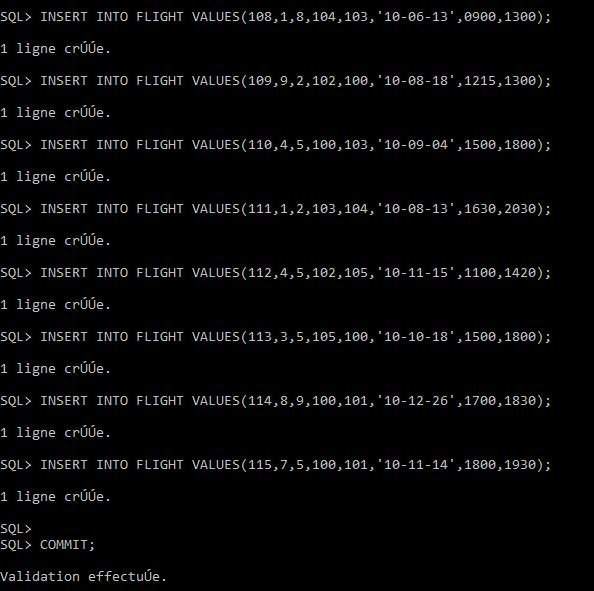 SQL> INSERT INTO FLIGHT VALUES(108,1,8,104,103,'10-06-13',0900,1300);
1 ligne crÚÚe.
SQL> INSERT INTO FLIGHT VALUES(109,9,2,102,100,'10-08-18',1215,1300);
1 ligne crÚÚe.
SQL> INSERT INTO FLIGHT VALUES(110,4,5,100,103,'10-09-04',1500,1800);
1 ligne crÚÚe.
SQL> INSERT INTO FLIGHT VALUES(111,1,2,103,104,'10-08-13',1630,2030);
1 ligne crÚÚe.
SQL> INSERT INTO FLIGHT VALUES(112,4,5,102,105,'10-11-15',1100,1420);
1 ligne crÚÚe.
SQL> INSERT INTO FLIGHT VALUES(113,3,5,105,100,'10-10-18',1500,1800);
1 ligne crÚÚe.
SQL> INSERT INTO FLIGHT VALUES(114,8,9,100,101,'10-12-26',1700,1830);
1 ligne crÚÚe.
SQL> INSERT INTO FLIGHT VALUES(115,7,5,100,101,'10-11-14',1800,1930);
1 ligne crÚÚe.
SQL>
SQL> COMMIT;
Validation effectuÚe.